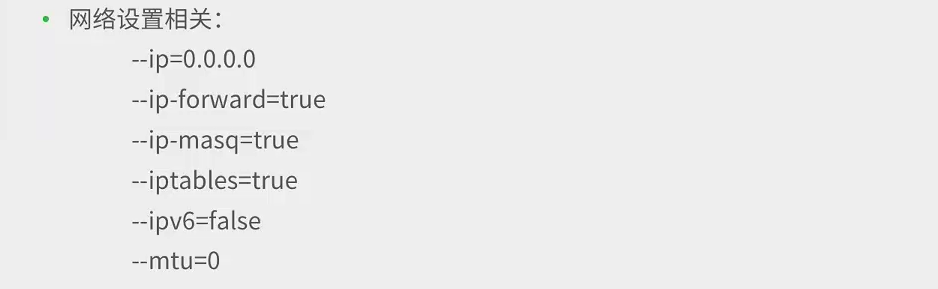 网络设置相关：
--ip=0.0.0.0
--ip-forward=true
--ip-masq=true
--iptables=true
--ipv6=false
--mtu=0